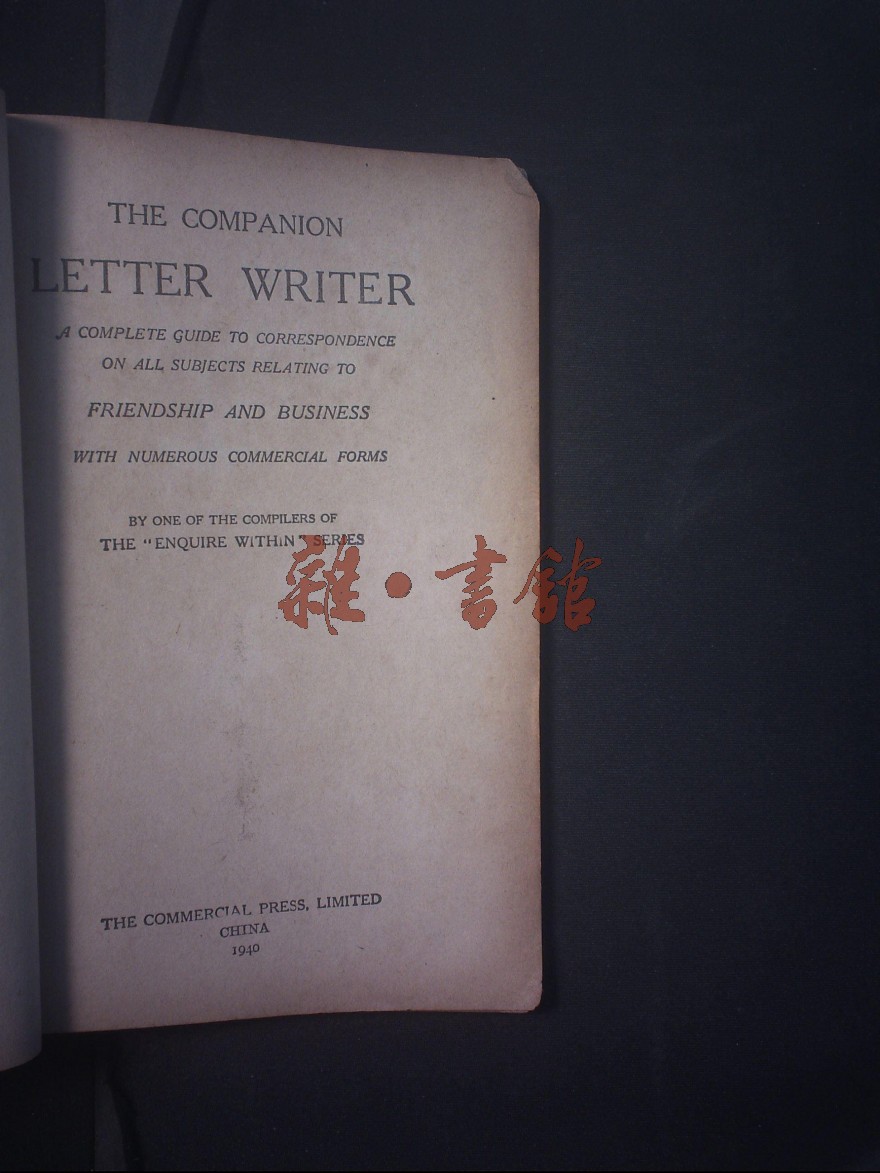 THE COMPANION
LETTER WRITER
A COMPLETE GUIDE TO CORRESPONDENCE
ON ALL SUBJECTS RELATING TO
FRIENDSHIP AND BUSINESS
WITH NUMEROUS COMMERCIAL FORMS
BY ONE OF THE COMPILERS OF
THE "ENQUIRE WITHIN" SERIES
雜·書館
THE COMMERCIAL PRESS, LIMITED
CHINA
1940